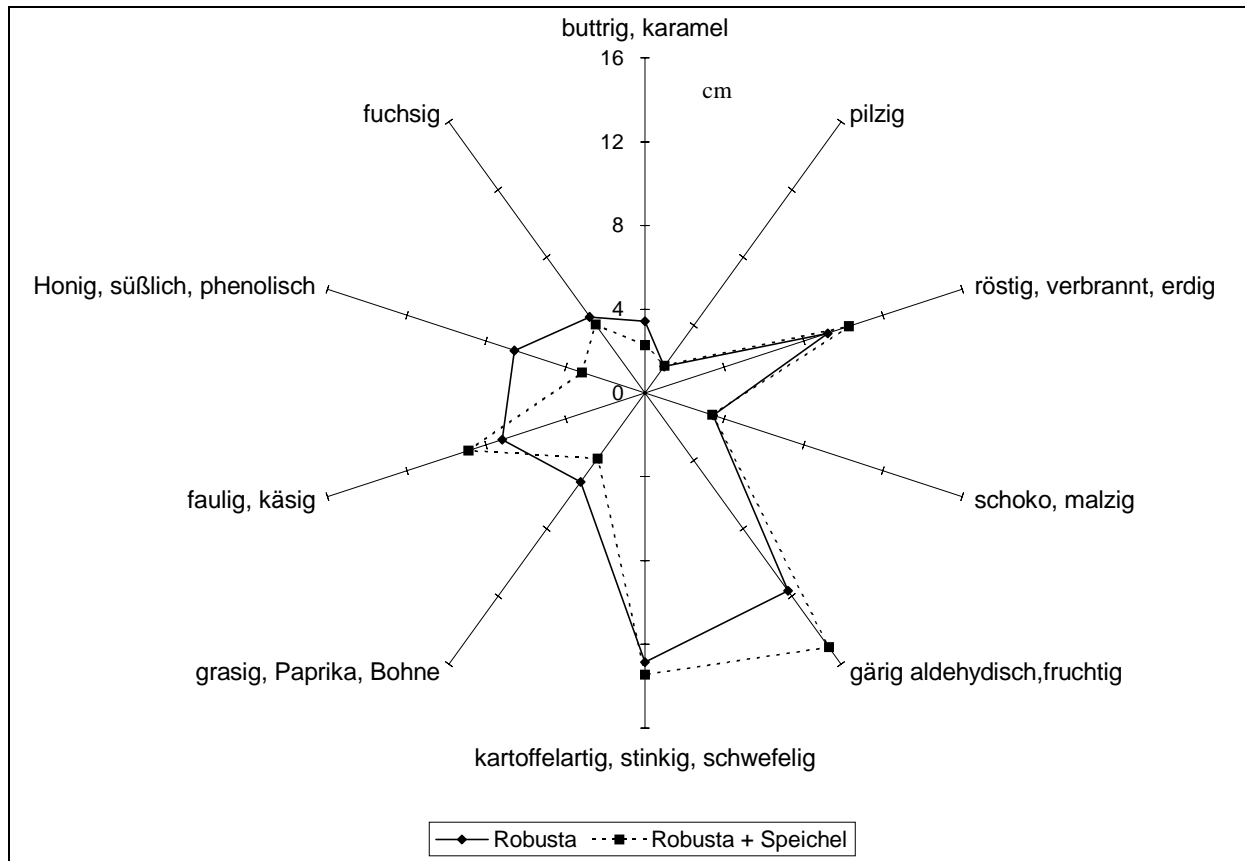 buttrig, karamel
16
cm
fuchsig
pilzig
12
8
Honig, süßlich, phenolisch
röstig, verbrannt, erdig
4
0
faulig, käsig
schoko, malzig
grasig, Paprika, Bohne
gärig aldehydisch,fruchtig
kartoffelartig, stinkig, schwefelig
Robusta
Robusta + Speichel